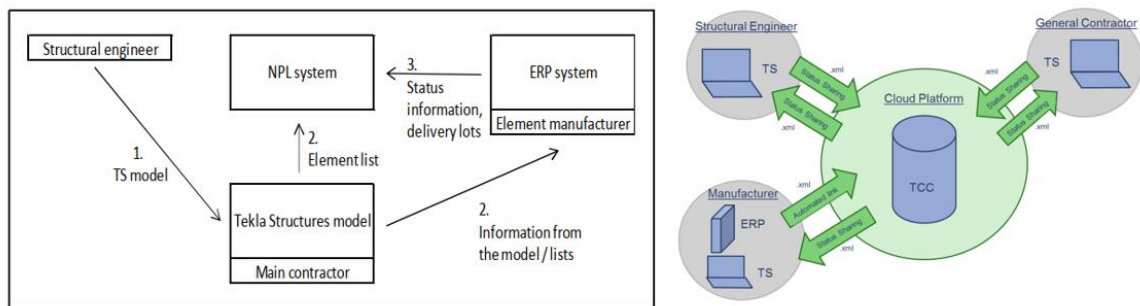 Structural engineer
NPL system
3.
Status
information,
delivery lots
ERP system
Element manufacturer
1.
TS model
2.
Element list
Tekla Structures model
Main contractor
2.
Information from
the model / lists
Structural Engineer
TS
.xml
Status Sharing
Status Sharing
.xml
General Contractor
TS
.xml
Status Sharing
Status Sharing
.xml
Cloud Platform
TCC
Manufacturer
ERP
TS
.xml
Automated link
Status Sharing
.xml